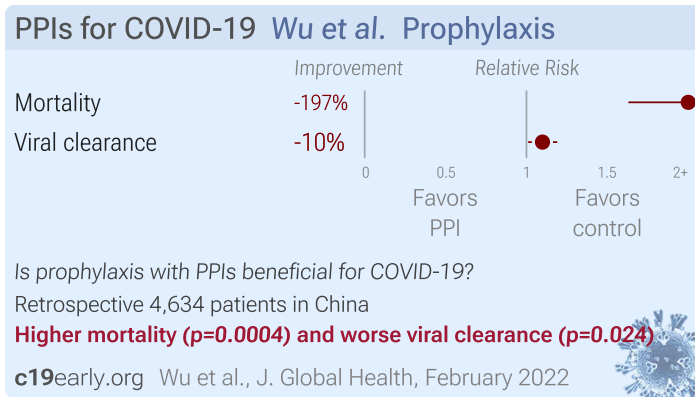 PPIs for COVID-19 Wu et al. Prophylaxis
Improvement Relative Risk
Mortality -197%
Viral clearance -10%
0 0.5 1 1.5 2+
Favors PPI Favors control
Is prophylaxis with PPIs beneficial for COVID-19?
Retrospective 4,634 patients in China
Higher mortality (p=0.0004) and worse viral clearance (p=0.024)
c19early.org Wu et al., J. Global Health, February 2022